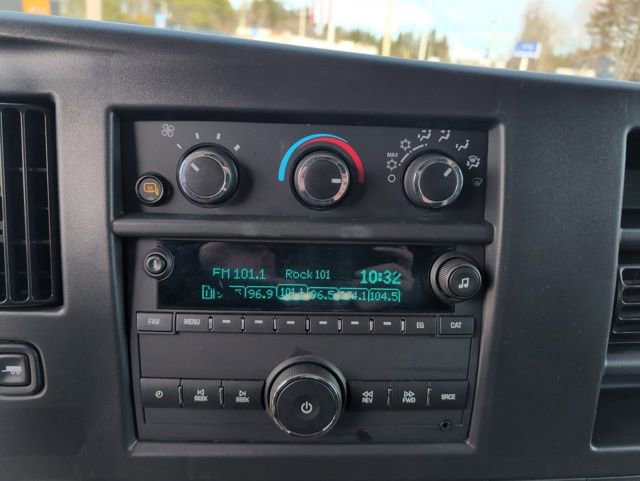 MAX
FM 101.1 Rock 101 10:32
1 96.9 101.1 96.5 104.5
FAV MENU EQ CAT
SEEK SEEK REV FWD SRCE